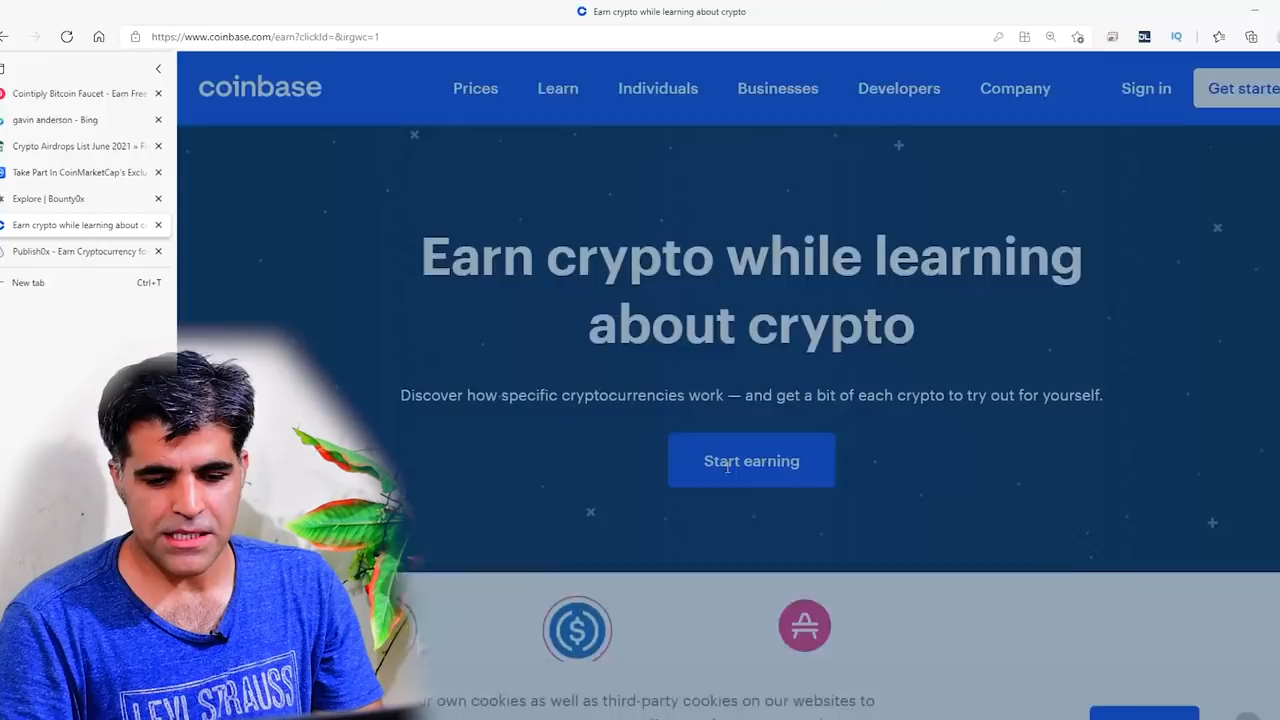 Earn crypto while learning about crypto
https://www.coinbase.com/earn?clickId=&irgwc=1
DL
IQ
Cointiply Bitcoin Faucet - Earn Free
gavin anderson - Bing
Crypto Airdrops List June 2021 » F
Take Part In CoinMarketCap's Exclu
Explore | Bounty0x
Earn crypto while learning about c
Publish0x - Earn Cryptocurrency fo
New tab Ctrl+T
coinbase
Prices Learn Individuals Businesses Developers Company Sign in Get starte
Earn crypto while learning
about crypto
Discover how specific cryptocurrencies work — and get a bit of each crypto to try out for yourself.
Start earning
$
ur own cookies as well as third-party cookies on our websites to
LEVI STRAUSS